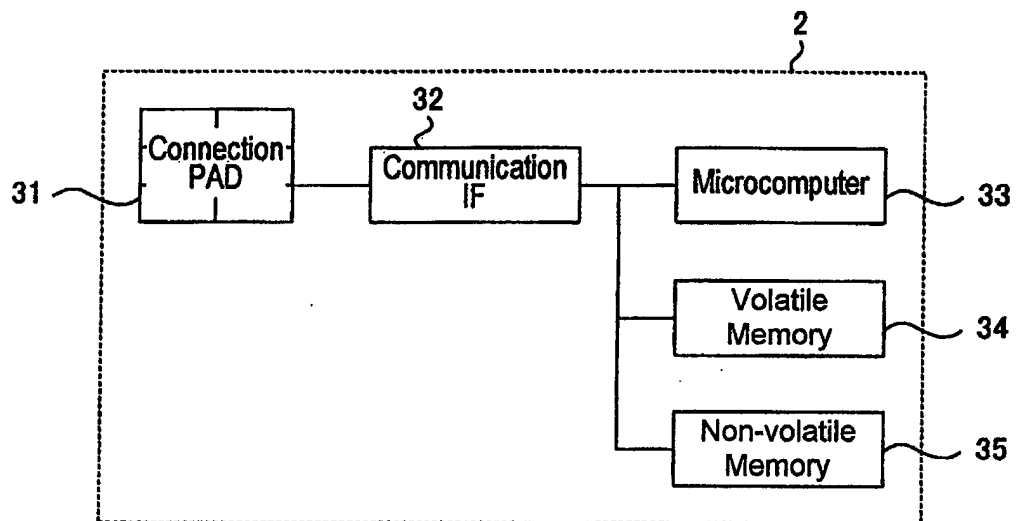 2
32
Connection
PAD
Communication
IF
Microcomputer
31
33
Volatile
Memory
34
Non-volatile
Memory
35